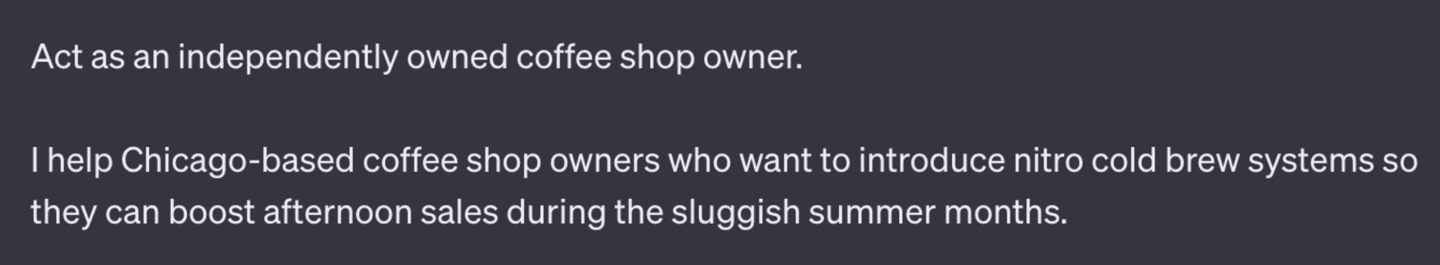 Act as an independently owned coffee shop owner.
I help Chicago-based coffee shop owners who want to introduce nitro cold brew systems so
they can boost afternoon sales during the sluggish summer months.